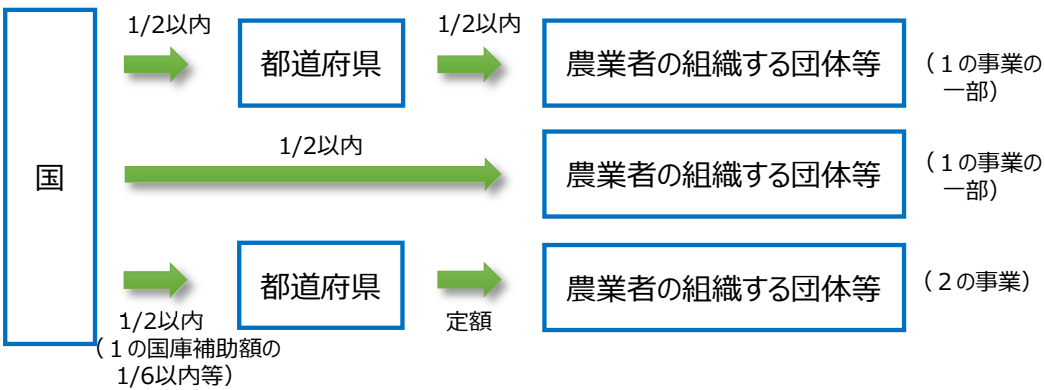 国
1/2以内
都道府県
1/2以内
農業者の組織する団体等
（１の事業の
一部）
1/2以内
農業者の組織する団体等
（１の事業の
一部）
1/2以内
（１の国庫補助額の
1/6以内等）
都道府県
定額
農業者の組織する団体等
（２の事業）